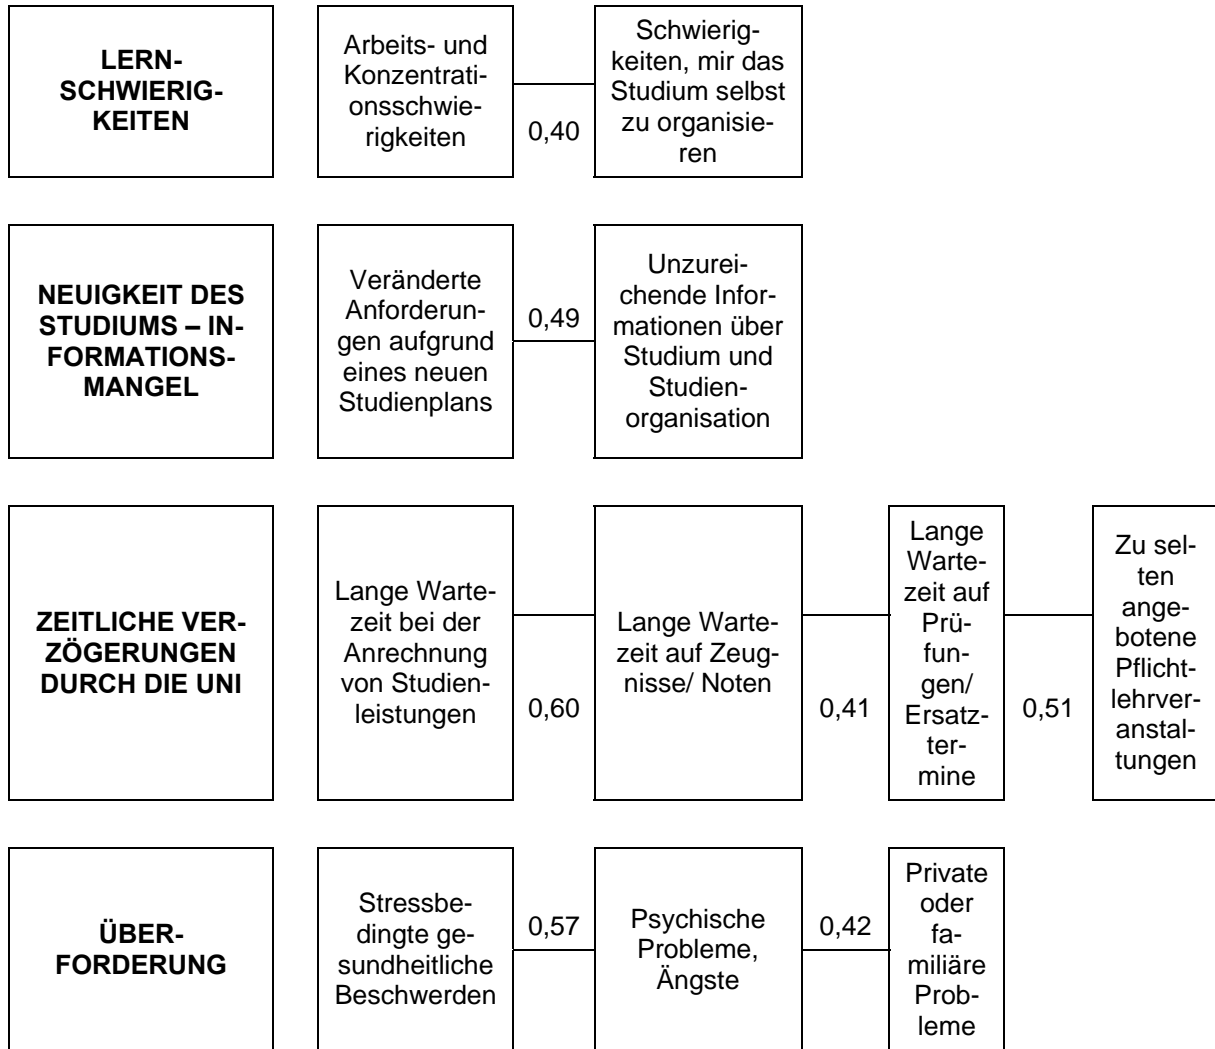 LERN-
SCHWIERIG-
KEITEN
Arbeits- und
Konzentrati-
onsschwie-
rigkeiten
0,40
Schwierig-
keiten, mir das
Studium selbst
zu organisie-
ren
NEUIGKEIT DES
STUDIUMS – IN-
FORMATIONS-
MANGEL
Veränderte
Anforderun-
gen aufgrund
eines neuen
Studienplans
0,49
Unzurei-
chende Infor-
mationen über
Studium und
Studien-
organisation
ZEITLICHE VER-
ZÖGERUNGEN
DURCH DIE UNI
Lange Warte-
zeit bei der
Anrechnung
von Studien-
leistungen
0,60
Lange Warte-
zeit auf Zeug-
nisse/ Noten
0,41
Lange
Warte-
zeit auf
Prü-
fun-
gen/
Ersatz-
ter-
mine
0,51
Zu sel-
ten
ange-
botene
Pflicht-
lehrver-
anstal-
tungen
ÜBER-
FORDERUNG
Stressbe-
dingte ge-
sundheitliche
Beschwerden
0,57
Psychische
Probleme,
Ängste
0,42
Private
oder
fa-
miliäre
Prob-
leme